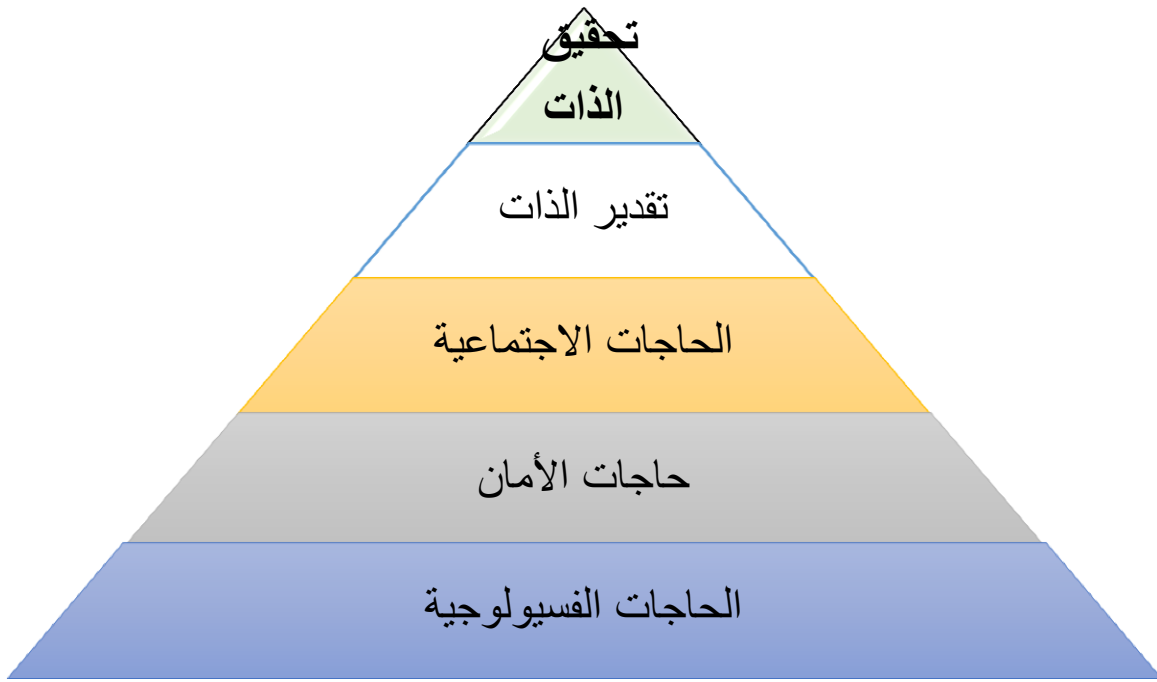 تحقيق
الذات
تقدير الذات
الحاجات الاجتماعية
حاجات الأمان
الحاجات الفسيولوجية